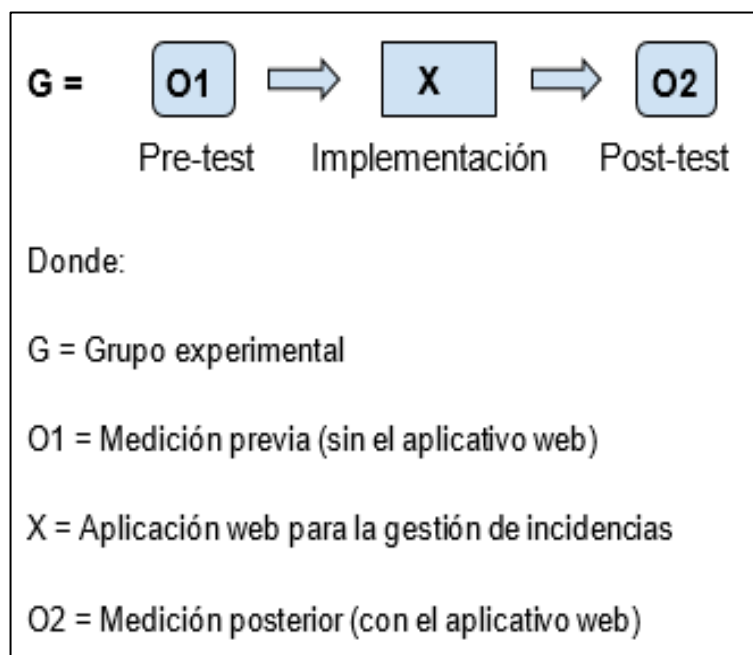 G = O1 X O2
Pre-test Implementación Post-test
Donde:
G = Grupo experimental
O1 = Medición previa (sin el aplicativo web)
X = Aplicación web para la gestión de incidencias
O2 = Medición posterior (con el aplicativo web)